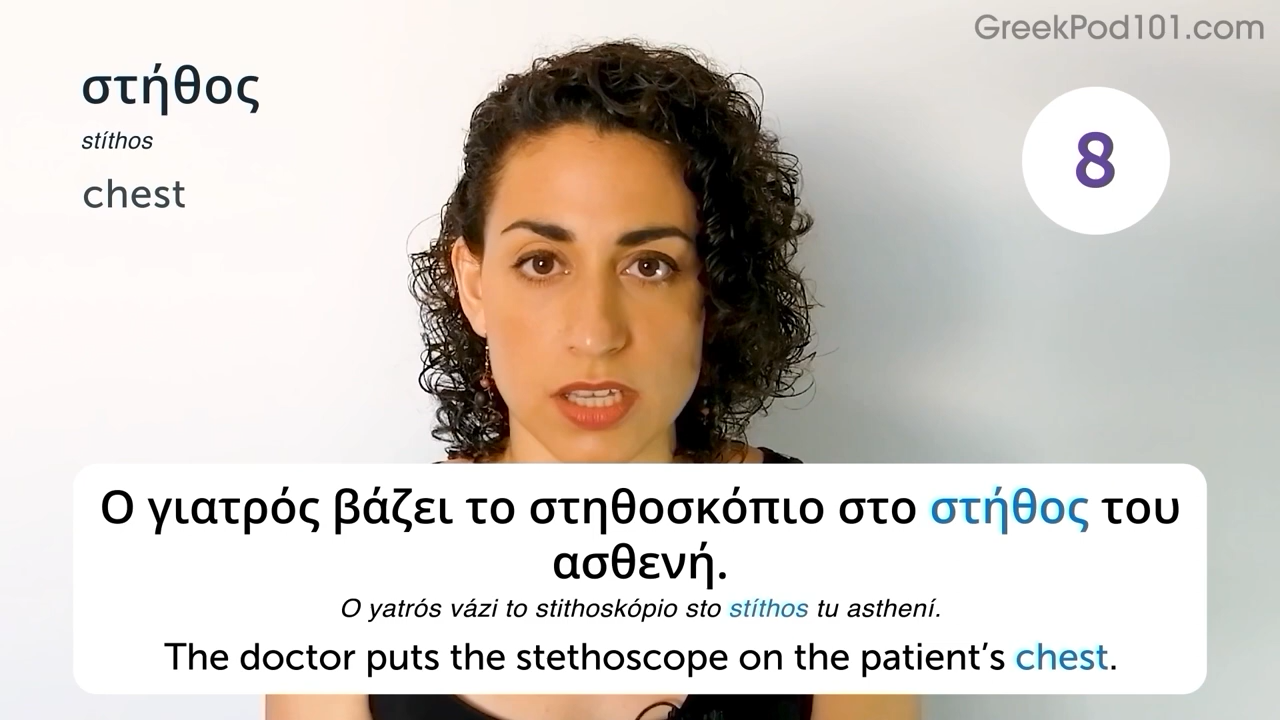 GreekPod101.com
στήθος
stíthos
chest
8
Ο γιατρός βάζει το στηθοσκόπιο στο στήθος του
ασθενή.
O yatrós vázi to stithoskópio sto stíthos tu asthení.
The doctor puts the stethoscope on the patient’s chest.